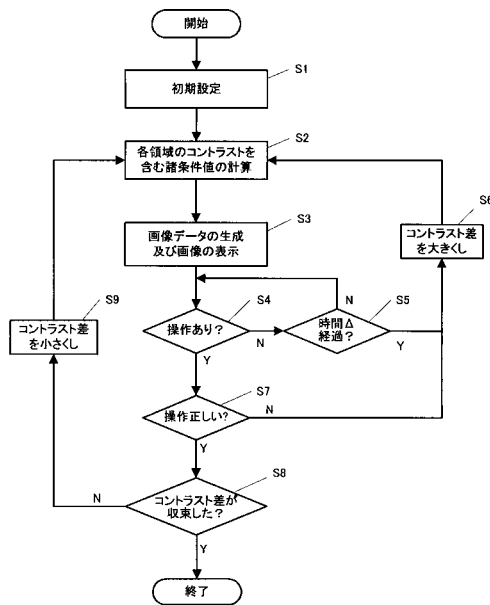 開始
S1
初期設定
S2
各領域のコントラストを
含む諸条件値の計算
S3
画像データの生成
及び画像の表示
S6
コントラスト差
を大きくし
S9
コントラスト差
を小さくし
S4
操作あり？
N
Y
S5
時間Δ
経過？
N
Y
S7
操作正しい？
N
Y
S8
コントラスト差が
収束した？
N
Y
終了